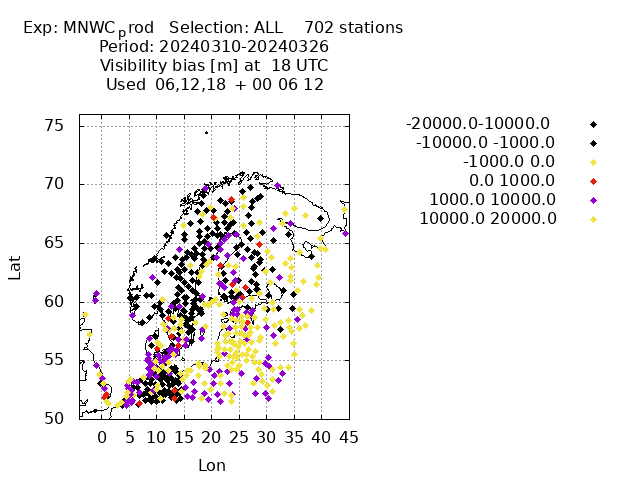 Exp: MNWC_prod   Selection: ALL    702 stations
Period: 20240310-20240326
Visibility bias [m] at  18 UTC
Used  06,12,18  + 00 06 12
-20000.0-10000.0
-10000.0 -1000.0
-1000.0 0.0
0.0 1000.0
1000.0 10000.0
10000.0 20000.0
75
70
65
60
55
50
Lat
0 5 10 15 20 25 30 35 40 45
Lon